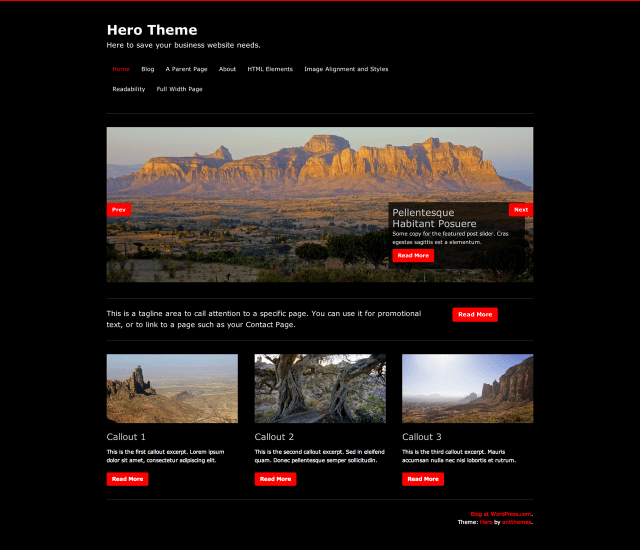 Hero Theme
Here to save your business website needs.
Home Blog A Parent Page About HTML Elements Image Alignment and Styles
Readability Full Width Page
Prev
Next
Pellentesque
Habitant Posuere
Some copy for the featured post slider. Cras
egestas sagittis est a elementum.
Read More
This is a tagline area to call attention to a specific page. You can use it for promotional
text, or to link to a page such as your Contact Page.
Read More
Callout 1
This is the first callout excerpt. Lorem ipsum
dolor sit amet, consectetur adipiscing elit.
Read More
Callout 2
This is the second callout excerpt. Sed in eleifend
quam. Donec pellentesque semper sollicitudin.
Read More
Callout 3
This is the third callout excerpt. Mauris
accumsan nulla nec nisi lobortis et rutrum.
Read More
Blog at WordPress.com.
Theme: Hero by anithemes.